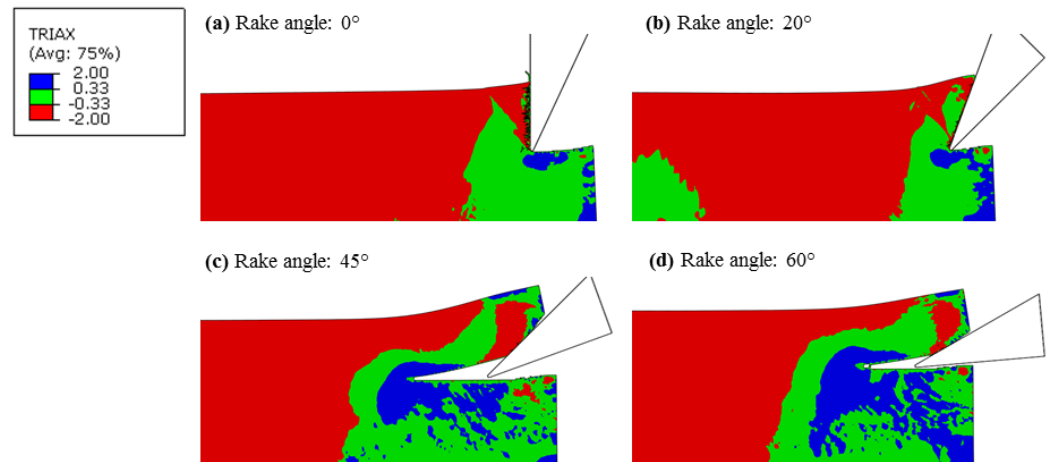 TRIAX
(Avg: 75%)
2.00
0.33
-0.33
-2.00
(a) Rake angle: 0°
(b) Rake angle: 20°
(c) Rake angle: 45°
(d) Rake angle: 60°